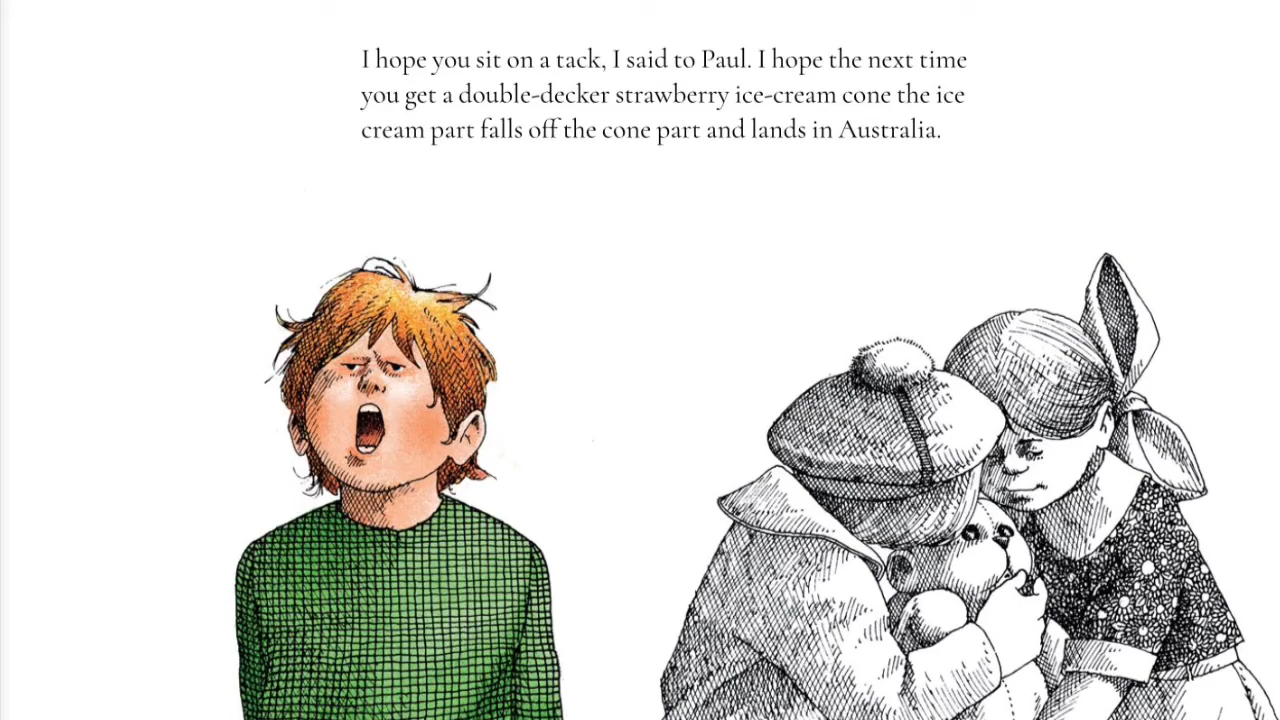 I hope you sit on a tack, I said to Paul. I hope the next time
you get a double-decker strawberry ice-cream cone the ice
cream part falls off the cone part and lands in Australia.